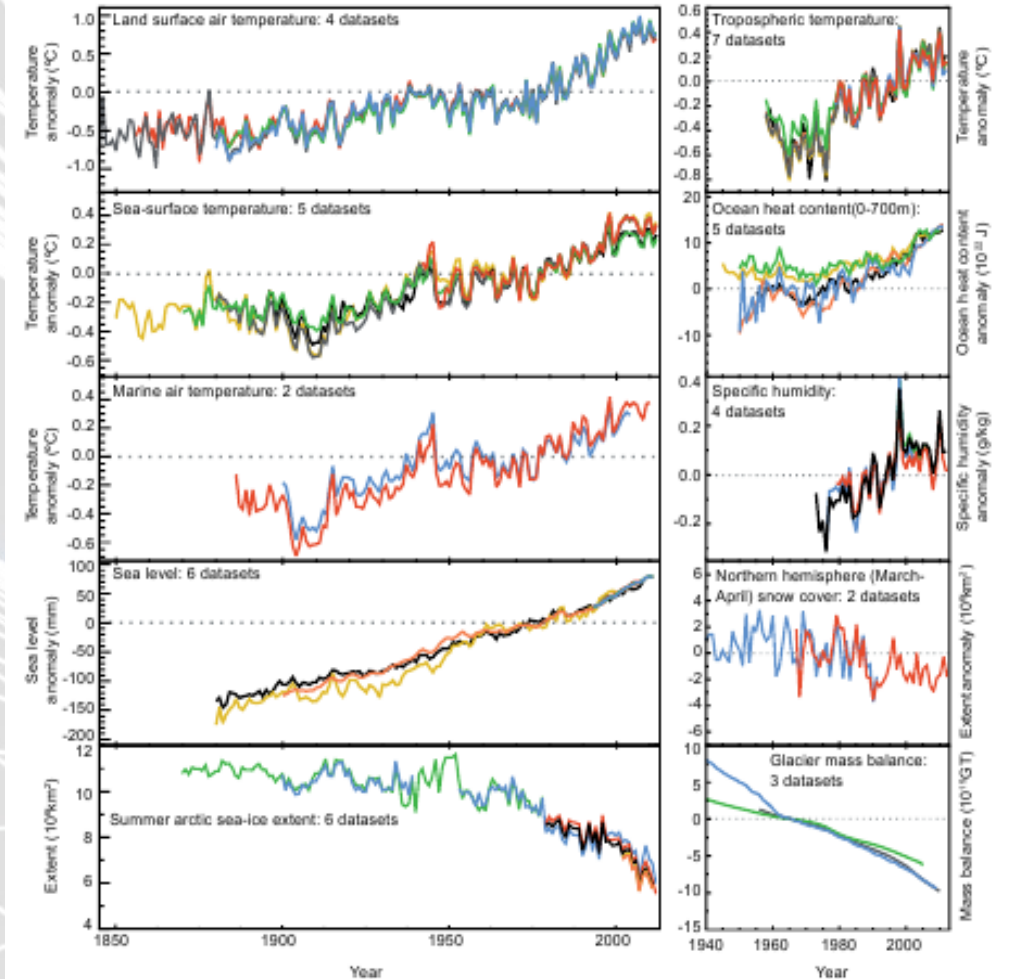 Land surface air temperature: 4 datasets
Temperature
anomaly (ºC)
1.0
0.5
0.0
-0.5
-1.0
Sea-surface temperature: 5 datasets
Temperature
anomaly (ºC)
0.4
0.2
0.0
-0.2
-0.4
-0.6
Marine air temperature: 2 datasets
Temperature
anomaly (ºC)
0.4
0.2
0.0
-0.2
-0.4
-0.6
Sea level: 6 datasets
Sea level
anomaly (mm)
100
50
0
-50
-100
-150
-200
Summer arctic sea-ice extent: 6 datasets
Extent (10⁶km²)
12
10
8
6
4
1850
1900
1950
2000
Year
Tropospheric temperature:
7 datasets
Temperature
anomaly (ºC)
0.6
0.4
0.2
0.0
-0.2
-0.4
-0.6
-0.8
Ocean heat content(0-700m):
5 datasets
Ocean heat content
anomaly (10²² J)
20
10
0
-10
Specific humidity:
4 datasets
Specific humidity
anomaly (g/kg)
0.4
0.2
0.0
-0.2
Northern hemisphere (March-
April) snow cover: 2 datasets
Extent anomaly (10⁶km²)
6
4
2
0
-2
-4
-6
Glacier mass balance:
3 datasets
Mass balance (10¹⁵GT)
10
5
0
-5
-10
-15
1940
1960
1980
2000
Year